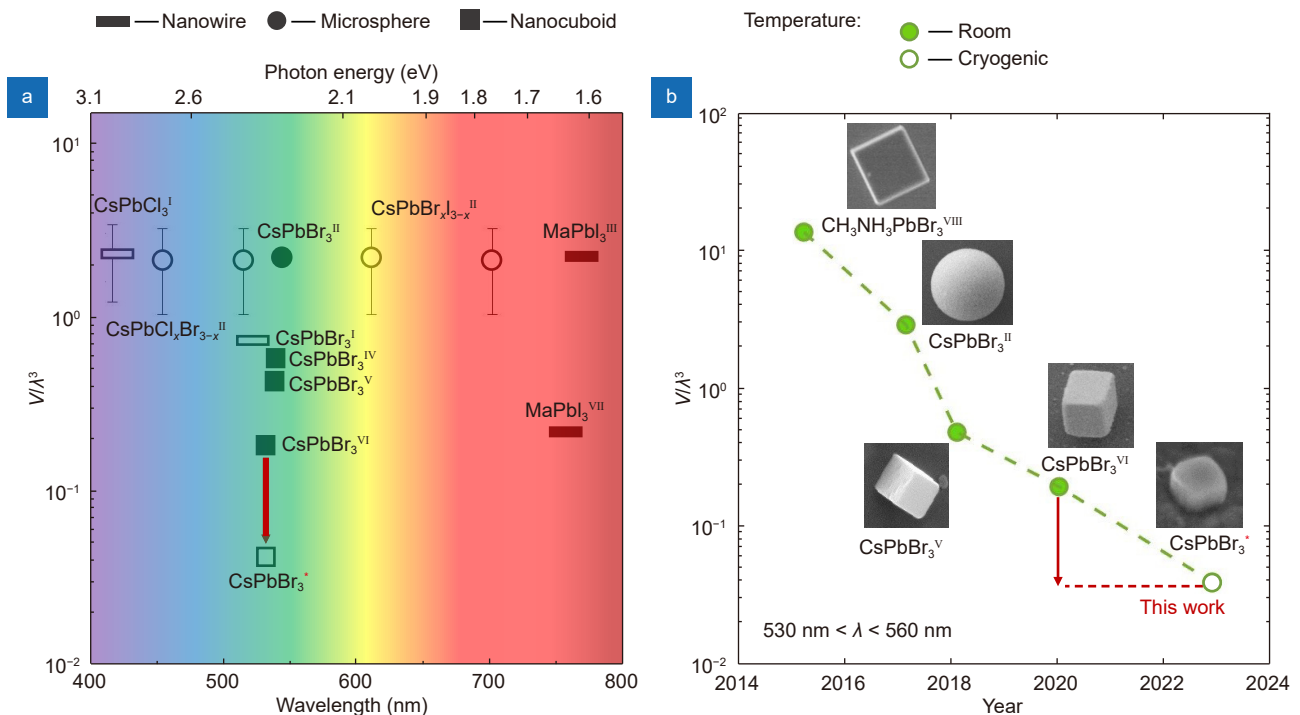 Nanowire Microsphere Nanocuboid
Temperature:
Room
Cryogenic
a
Photon energy (eV)
3.1 2.6 2.1 1.9 1.8 1.7 1.6
10¹
10⁰
10⁻¹
10⁻²
V/λ³
CsPbCl₃ᴵ
CsPbBr₃ᴵᴵ
CsPbBrₓI₃₋ₓᴵᴵ
MaPbI₃ᴵᴵᴵ
CsPbClₓBr₃₋ₓᴵᴵ
CsPbBr₃ᴵ
CsPbBr₃ᴵⱽ
CsPbBr₃ⱽ
MaPbI₃ⱽᴵᴵ
CsPbBr₃ⱽᴵ
CsPbBr₃*
400 500 600 700 800
Wavelength (nm)
b
10²
10¹
10⁰
10⁻¹
10⁻²
V/λ³
CH₃NH₃PbBr₃ⱽᴵᴵᴵ
CsPbBr₃ᴵᴵ
CsPbBr₃ⱽᴵ
CsPbBr₃ⱽ
CsPbBr₃*
This work
530 nm < λ < 560 nm
2014 2016 2018 2020 2022 2024
Year